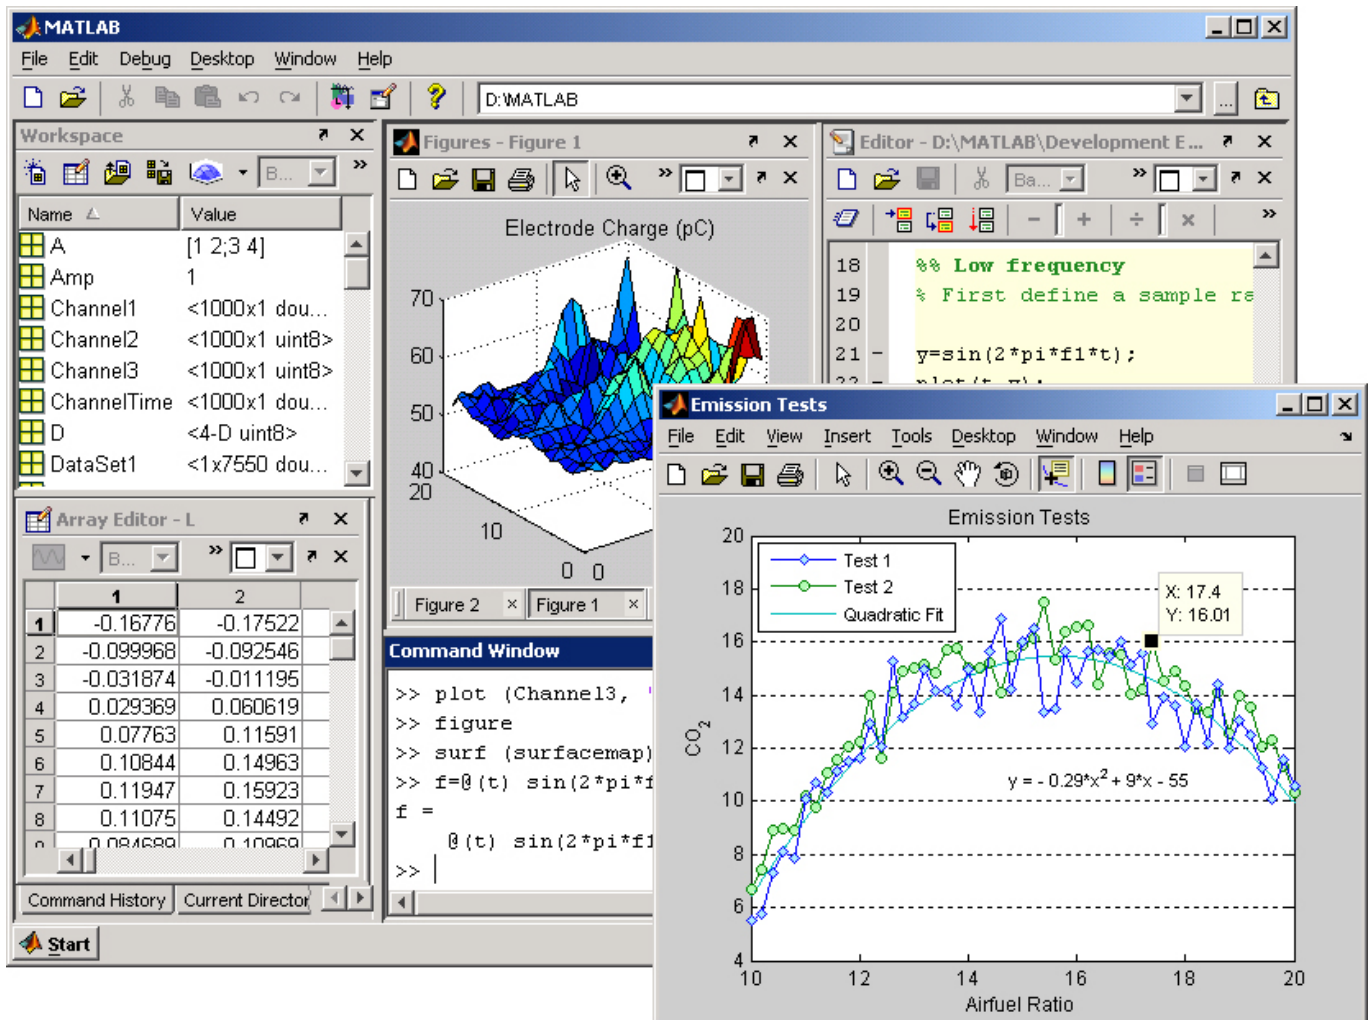 MATLAB
File Edit Debug Desktop Window Help
D:\MATLAB
...
Workspace
B...
»
Name Value
A [1 2;3 4]
Amp 1
Channel1 <1000x1 dou...
Channel2 <1000x1 uint8>
Channel3 <1000x1 uint8>
ChannelTime <1000x1 dou...
D <4-D uint8>
DataSet1 <1x7550 dou...
Array Editor - L
B...
»
1 2
1 -0.16776 -0.17522
2 -0.099968 -0.092546
3 -0.031874 -0.011195
4 0.029369 0.060619
5 0.07763 0.11591
6 0.10844 0.14963
7 0.11947 0.15923
8 0.11075 0.14492
0.084689 0.10969
Command History Current Director
Start
Figures - Figure 1
»
Electrode Charge (pC)
70
60
50
40
20
10
0 0
Figure 2 × Figure 1 ×
Command Window
>> plot (Channel3, '
>> figure
>> surf (surfacemap)
>> f=@(t) sin(2*pi*f
f =
@(t) sin(2*pi*f1
>>
Editor - D:\MATLAB\Development E...
Ba...
»
− + ÷ × »
18 %% Low frequency
19 % First define a sample ra
20
21 - y=sin(2*pi*f1*t);
22 - plot(t,y);
Emission Tests
File Edit View Insert Tools Desktop Window Help
Emission Tests
Test 1
Test 2
Quadratic Fit
X: 17.4
Y: 16.01
y = - 0.29*x² + 9*x - 55
CO₂
20
18
16
14
12
10
8
6
4
10 12 14 16 18 20
Airfuel Ratio